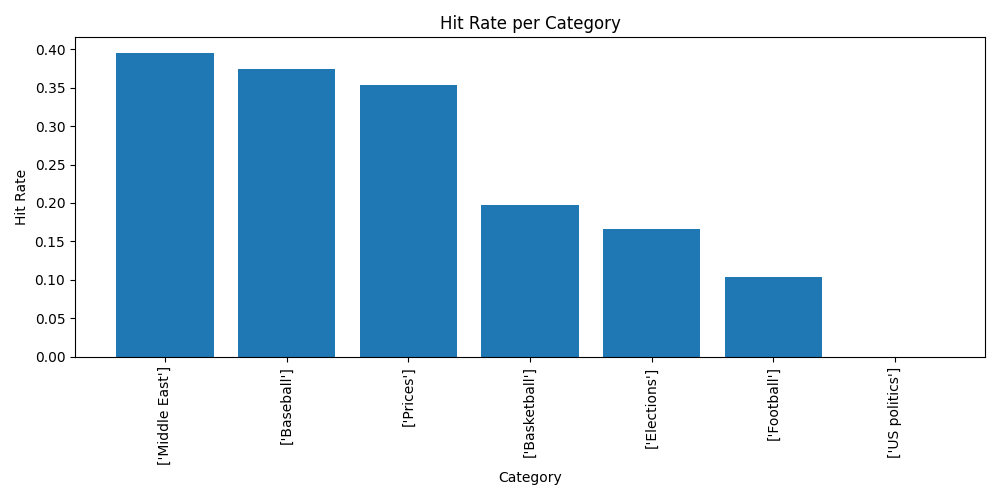 Hit Rate per Category
Hit Rate
0.40
0.35
0.30
0.25
0.20
0.15
0.10
0.05
0.00
['Middle East']
['Baseball']
['Prices']
['Basketball']
['Elections']
['Football']
['US politics']
Category